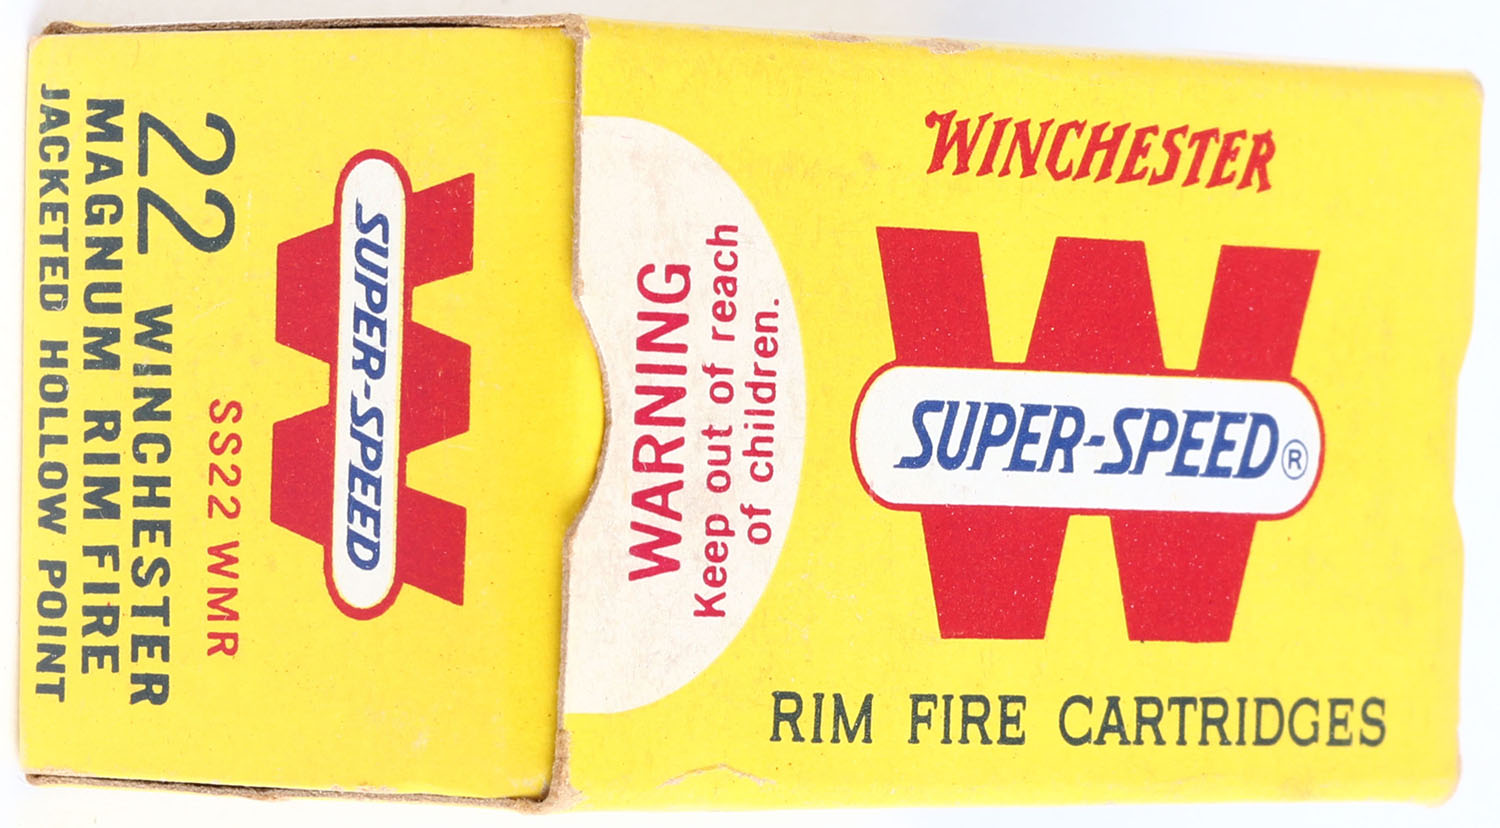 22 WINCHESTER
MAGNUM RIM FIRE
JACKETED HOLLOW POINT
SS22 WMR
SUPER-SPEED
WARNING
Keep out of reach
of children.
WINCHESTER
W
SUPER-SPEED®
RIM FIRE CARTRIDGES